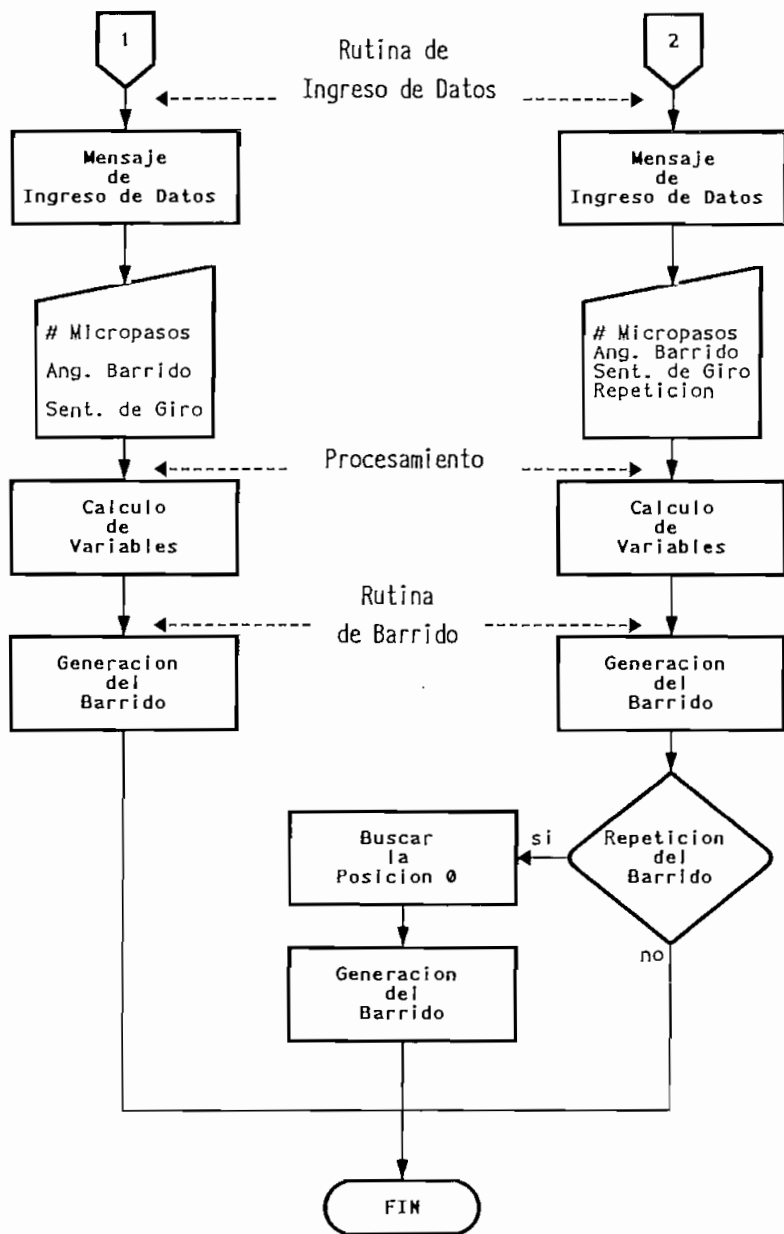 1
Rutina de
Ingreso de Datos
2
Mensaje
de
Ingreso de Datos
Mensaje
de
Ingreso de Datos
# Micropasos
Ang. Barrido
Sent. de Giro
# Micropasos
Ang. Barrido
Sent. de Giro
Repeticion
Procesamiento
Calculo
de
Variables
Calculo
de
Variables
Rutina
de Barrido
Generacion
del
Barrido
Generacion
del
Barrido
Buscar
la
Posicion 0
si
Repeticion
del
Barrido
no
Generacion
del
Barrido
FIN